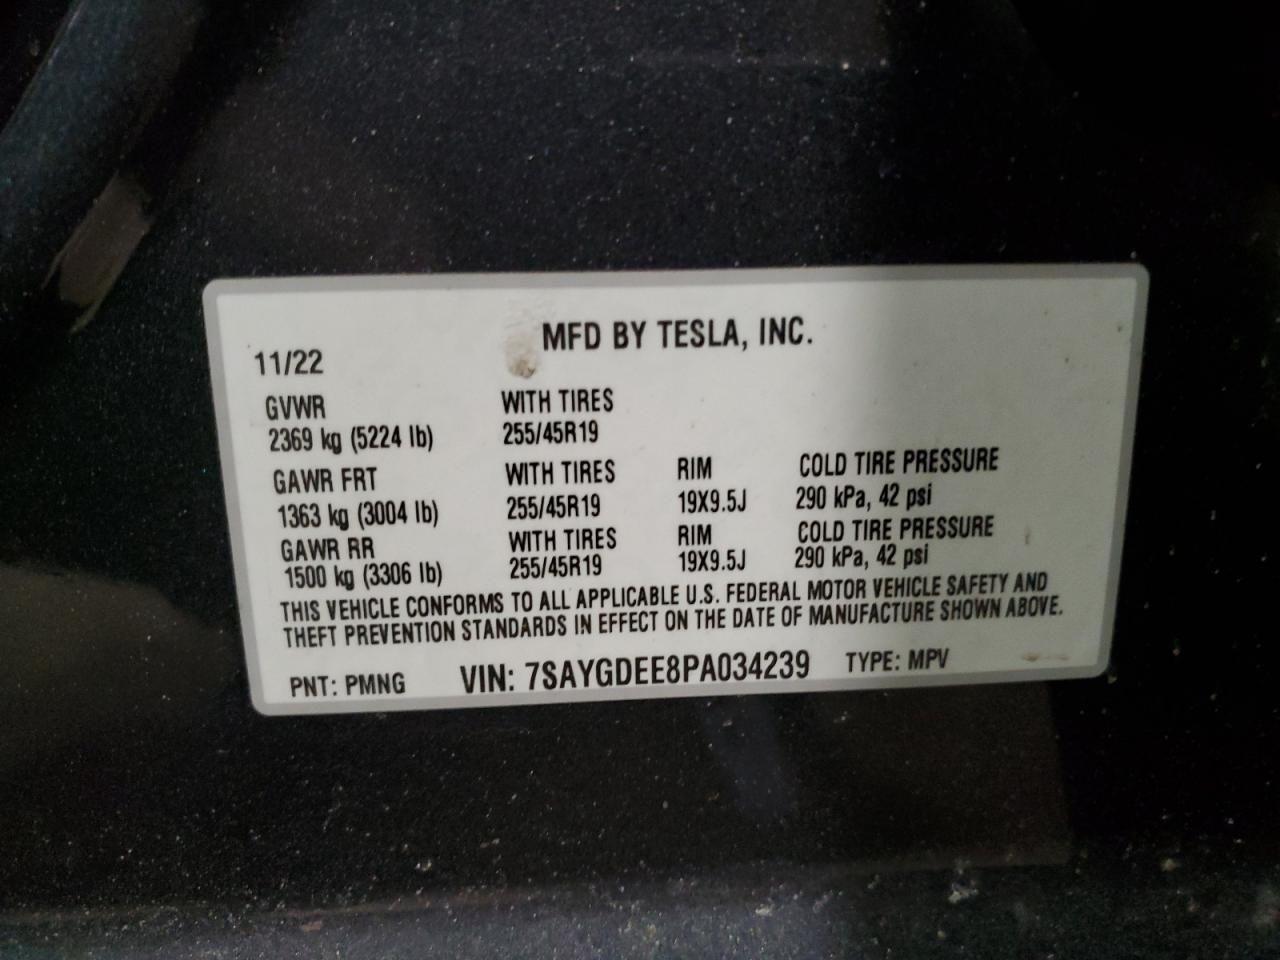 MFD BY TESLA, INC.
11/22
GVWR WITH TIRES
2369 kg (5224 lb) 255/45R19
GAWR FRT WITH TIRES RIM COLD TIRE PRESSURE
1363 kg (3004 lb) 255/45R19 19X9.5J 290 kPa, 42 psi
GAWR RR WITH TIRES RIM COLD TIRE PRESSURE
1500 kg (3306 lb) 255/45R19 19X9.5J 290 kPa, 42 psi
THIS VEHICLE CONFORMS TO ALL APPLICABLE U.S. FEDERAL MOTOR VEHICLE SAFETY AND
THEFT PREVENTION STANDARDS IN EFFECT ON THE DATE OF MANUFACTURE SHOWN ABOVE.
PNT: PMNG VIN: 7SAYGDEE8PA034239 TYPE: MPV